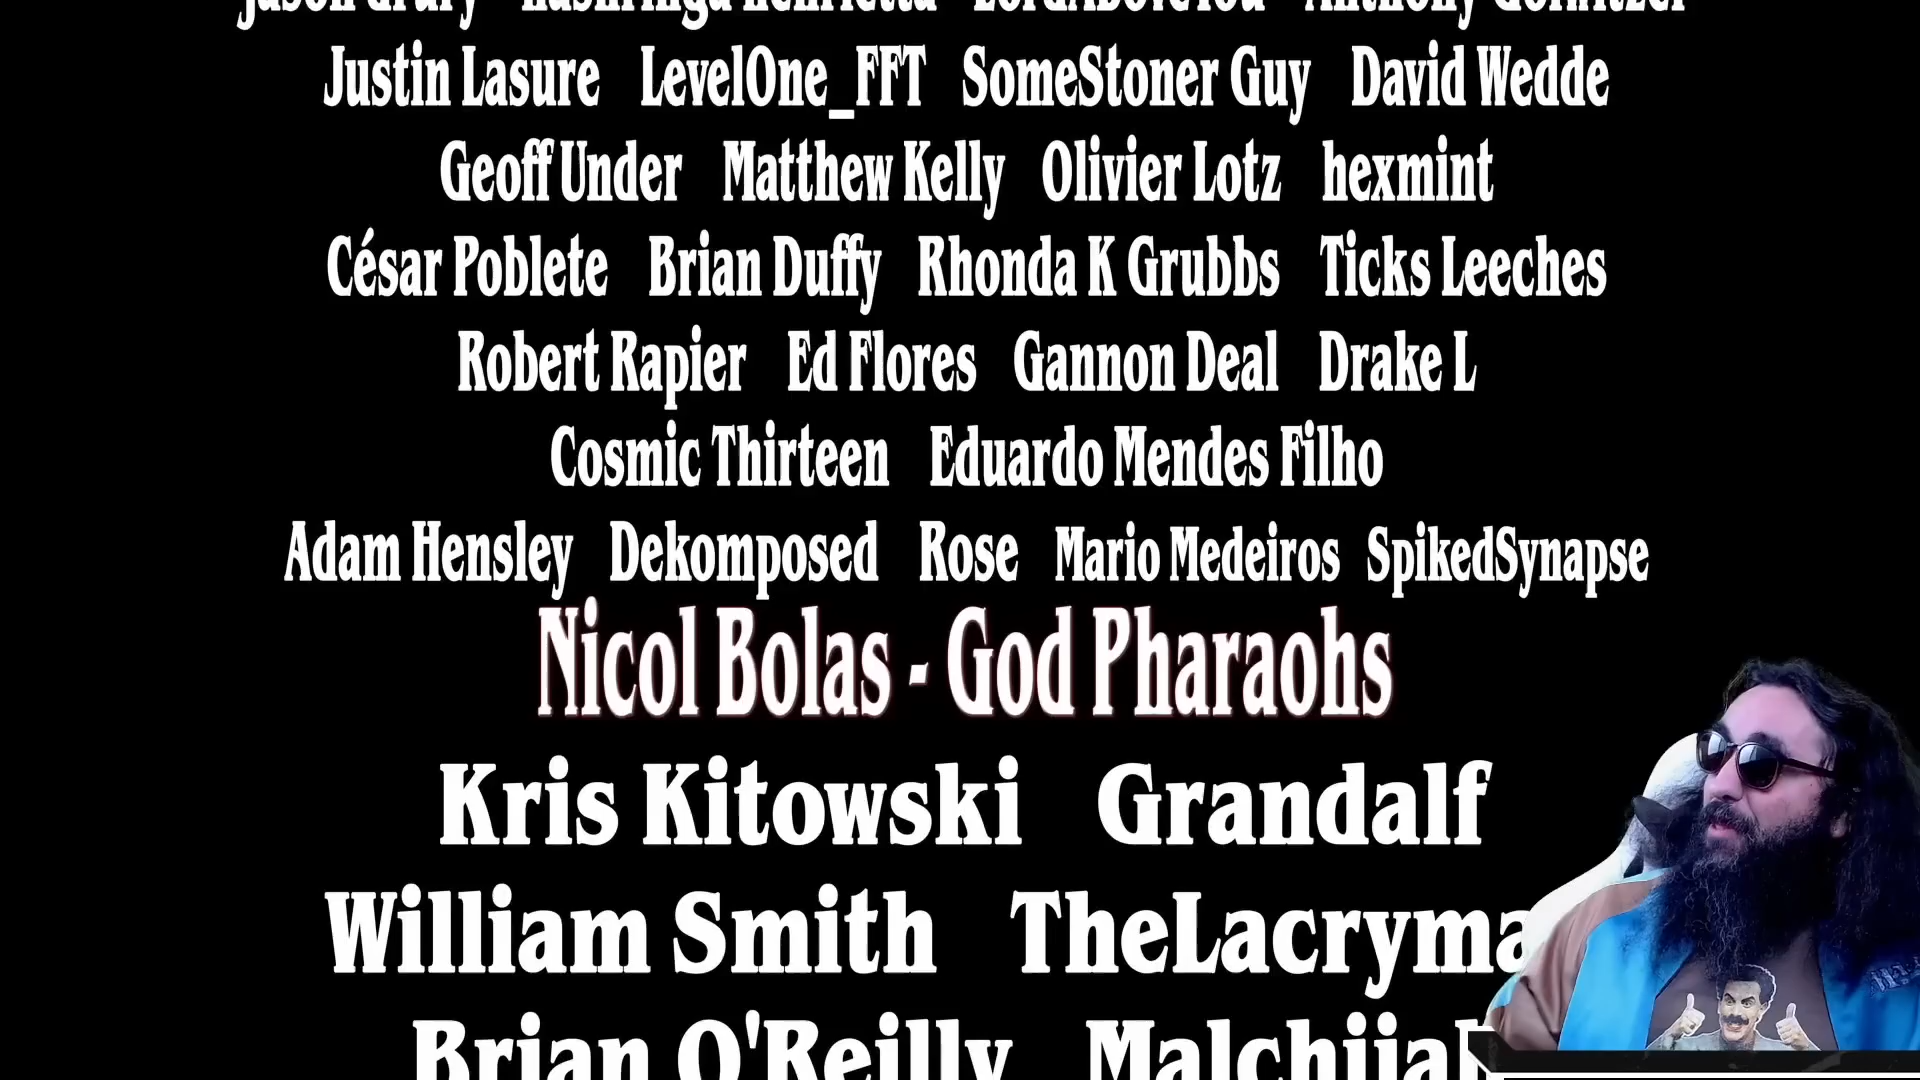 Justin Lasure LevelOne_FFT SomeStoner Guy David Wedde
Geoff Under Matthew Kelly Olivier Lotz hexmint
César Poblete Brian Duffy Rhonda K Grubbs Ticks Leeches
Robert Rapier Ed Flores Gannon Deal Drake L
Cosmic Thirteen Eduardo Mendes Filho
Adam Hensley Dekomposed Rose Mario Medeiros SpikedSynapse
Nicol Bolas - God Pharaohs
Kris Kitowski Grandalf
William Smith TheLacryma
Brian O'Reilly